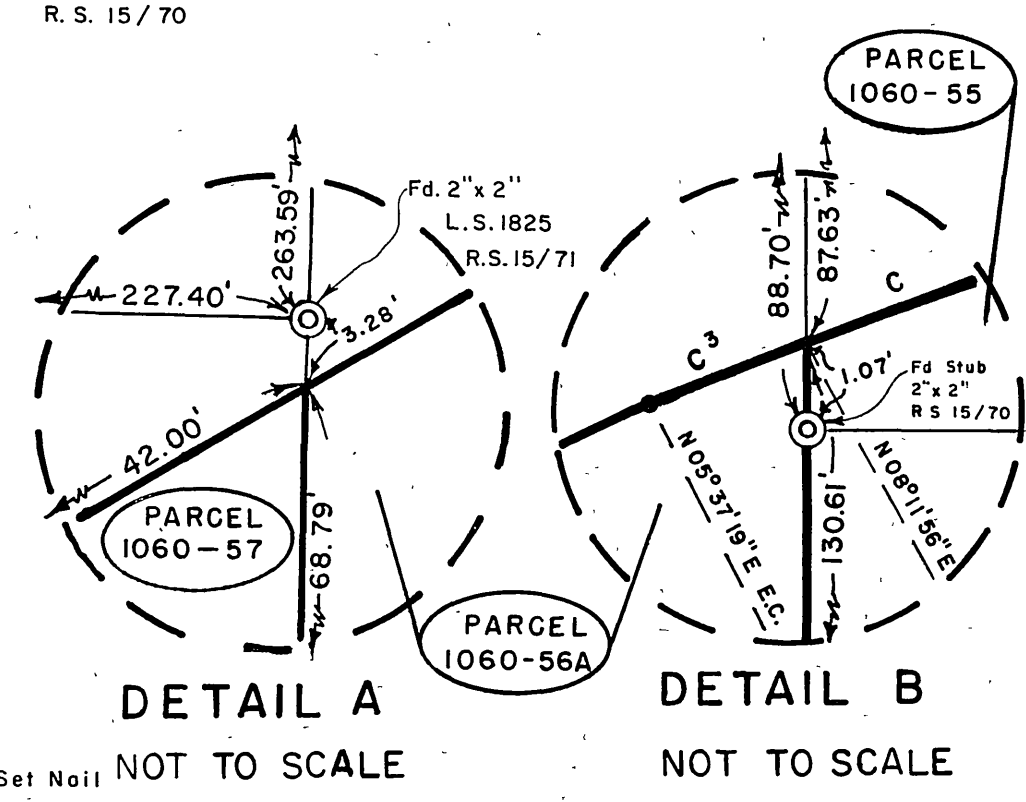 R. S. 15/70
PARCEL
1060-55
263.59'
Fd. 2" x 2"
L.S. 1825
R.S. 15/71
227.40'
3.28'
42.00'
68.79'
PARCEL
1060-57
88.70'
87.63'
C
C3
1.07'
Fd Stub
2" x 2"
R S 15/70
N05°37'19"E E.C.
130.61'
N08°11'56"E
PARCEL
1060-56A
DETAIL A
NOT TO SCALE
DETAIL B
NOT TO SCALE
Set Nail